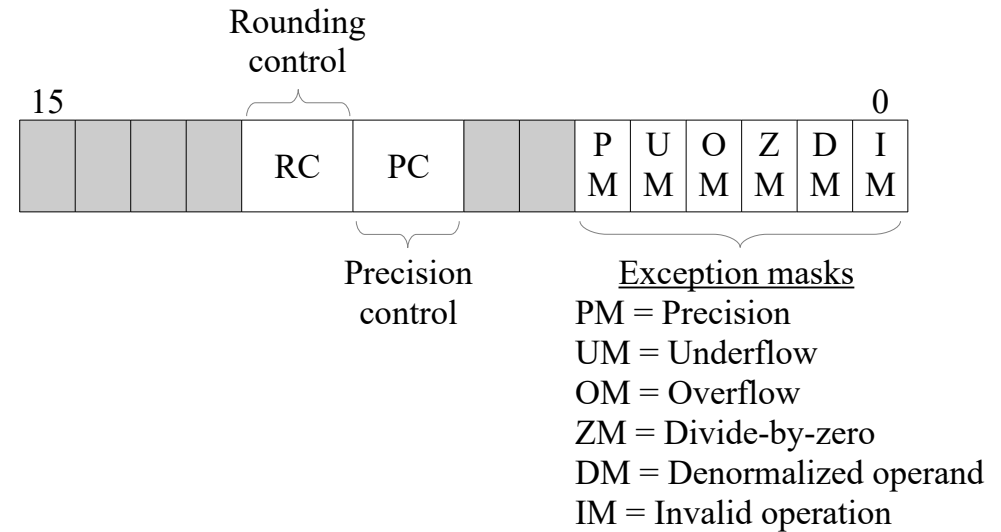 Rounding
control
15 0
RC PC P U O Z D I
M M M M M M
Precision
control
Exception masks
PM = Precision
UM = Underflow
OM = Overflow
ZM = Divide-by-zero
DM = Denormalized operand
IM = Invalid operation